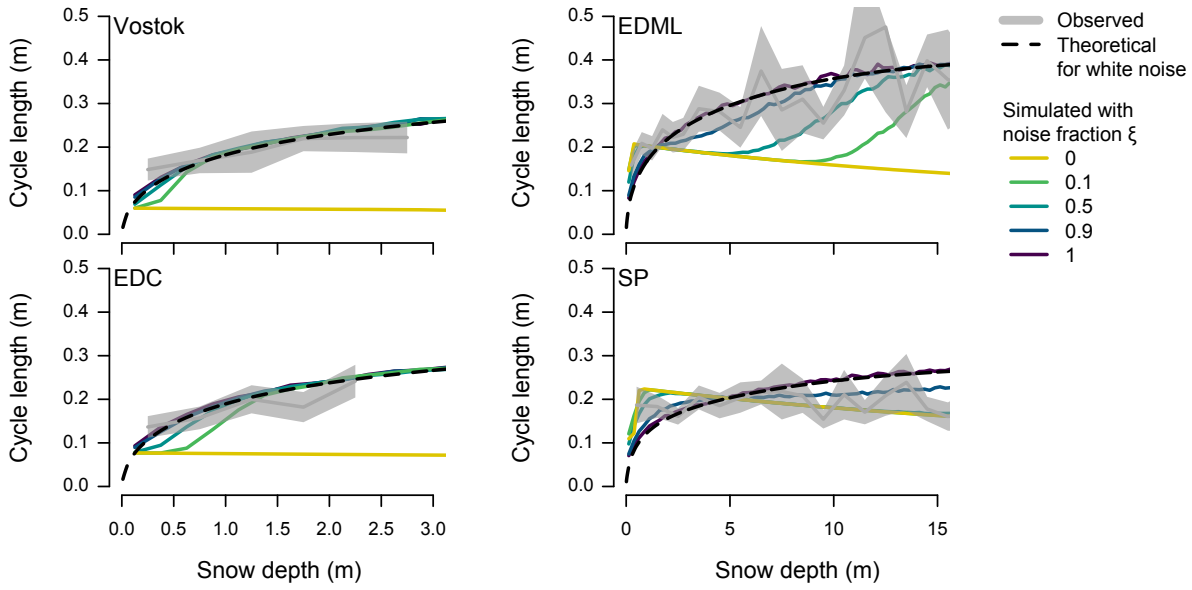 Vostok
Cycle length (m)
0.5
0.4
0.3
0.2
0.1
0.0
EDML
Cycle length (m)
0.5
0.4
0.3
0.2
0.1
0.0
Observed
Theoretical
for white noise
Simulated with
noise fraction ξ
0
0.1
0.5
0.9
1
EDC
Cycle length (m)
0.5
0.4
0.3
0.2
0.1
0.0
0.0 0.5 1.0 1.5 2.0 2.5 3.0
Snow depth (m)
SP
Cycle length (m)
0.5
0.4
0.3
0.2
0.1
0.0
0 5 10 15
Snow depth (m)